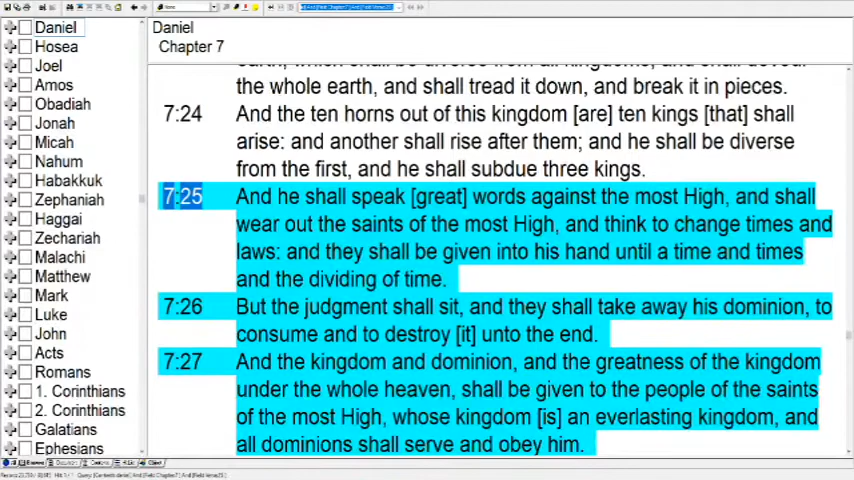 Daniel
Hosea
Joel
Amos
Obadiah
Jonah
Micah
Nahum
Habakkuk
Zephaniah
Haggai
Zechariah
Malachi
Matthew
Mark
Luke
John
Acts
Romans
1. Corinthians
2. Corinthians
Galatians
Ephesians
Daniel
Chapter 7
the whole earth, and shall tread it down, and break it in pieces.
7:24 And the ten horns out of this kingdom [are] ten kings [that] shall
arise: and another shall rise after them; and he shall be diverse
from the first, and he shall subdue three kings.
7:25 And he shall speak [great] words against the most High, and shall
wear out the saints of the most High, and think to change times and
laws: and they shall be given into his hand until a time and times
and the dividing of time.
7:26 But the judgment shall sit, and they shall take away his dominion, to
consume and to destroy [it] unto the end.
7:27 And the kingdom and dominion, and the greatness of the kingdom
under the whole heaven, shall be given to the people of the saints
of the most High, whose kingdom [is] an everlasting kingdom, and
all dominions shall serve and obey him.